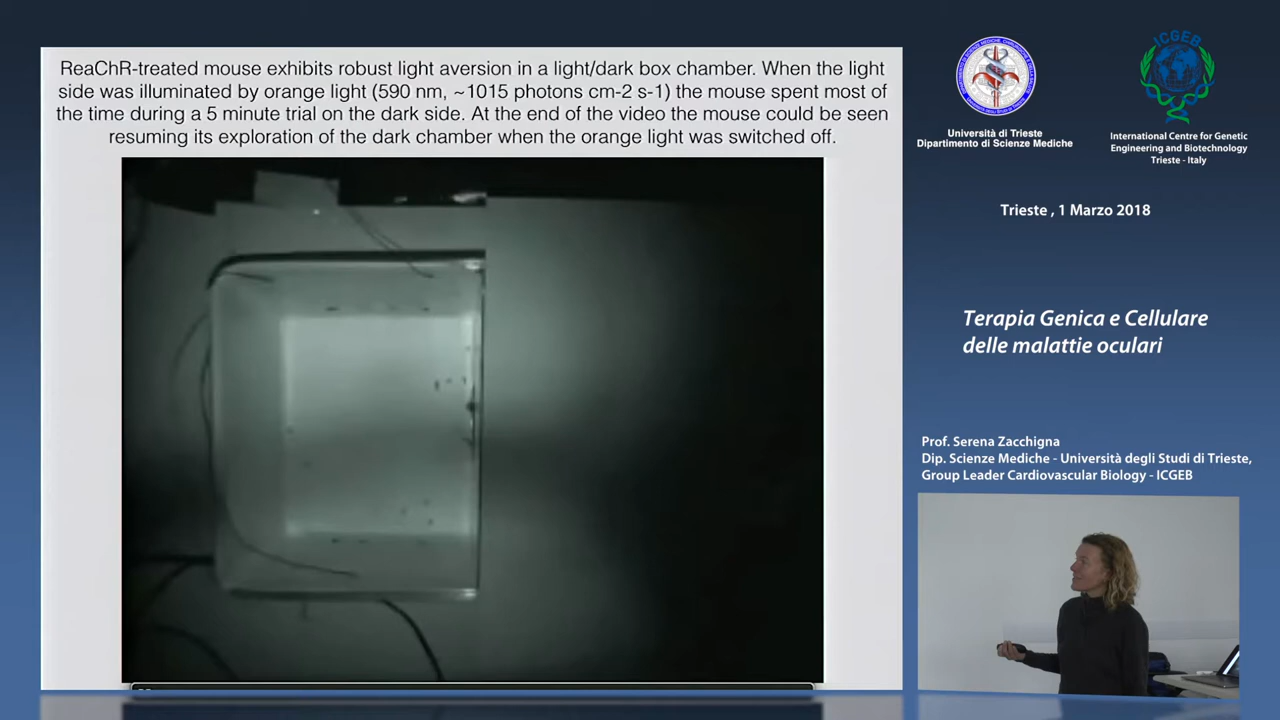 ReaChR-treated mouse exhibits robust light aversion in a light/dark box chamber. When the light
side was illuminated by orange light (590 nm, ~1015 photons cm-2 s-1) the mouse spent most of
the time during a 5 minute trial on the dark side. At the end of the video the mouse could be seen
resuming its exploration of the dark chamber when the orange light was switched off.
ICGEB
Università di Trieste
Dipartimento di Scienze Mediche
International Centre for Genetic
Engineering and Biotechnology
Trieste - Italy
Trieste , 1 Marzo 2018
Terapia Genica e Cellulare
delle malattie oculari
Prof. Serena Zacchigna
Dip. Scienze Mediche - Università degli Studi di Trieste,
Group Leader Cardiovascular Biology - ICGEB